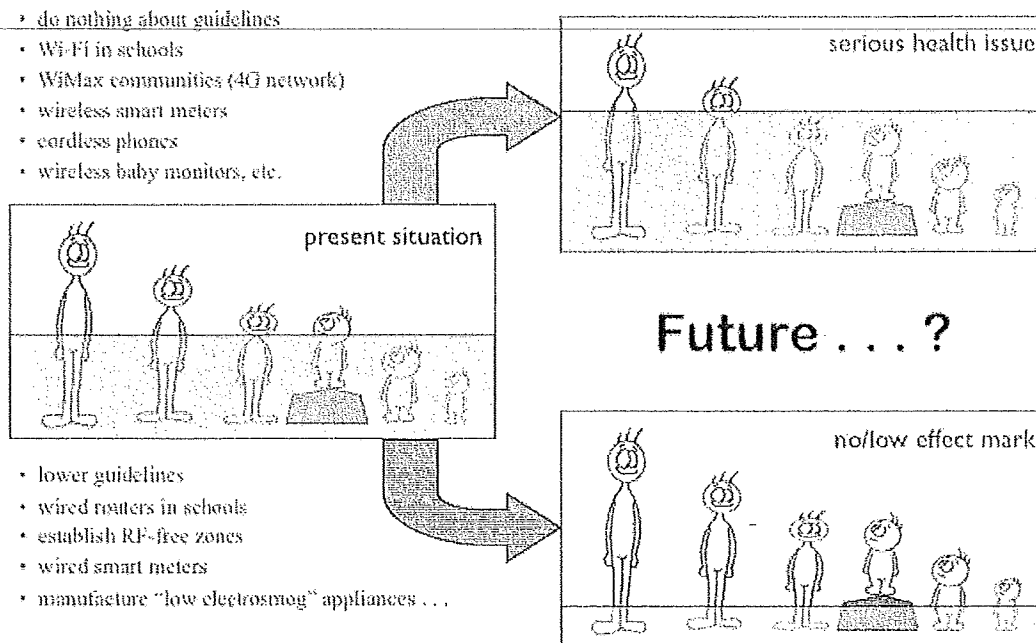 • do nothing about guidelines
• Wi-Fi in schools
• WiMax communities (4G network)
• wireless smart meters
• cordless phones
• wireless baby monitors, etc.
serious health issue
present situation
Future . . . ?
no/low effect mark
• lower guidelines
• wired routers in schools
• establish RF-free zones
• wired smart meters
• manufacture “low electrosmog” appliances . . .